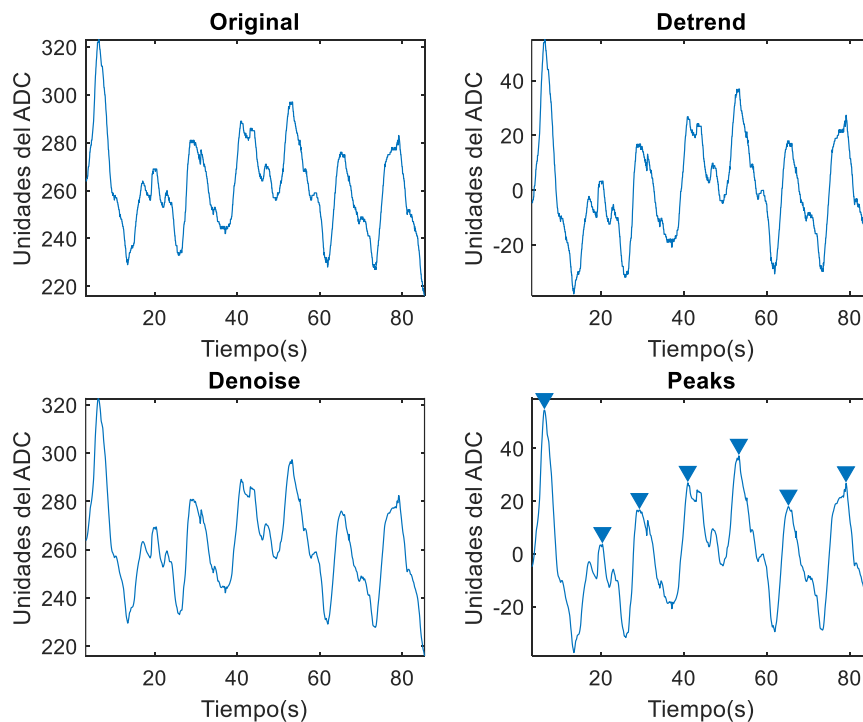 Original
Unidades del ADC
320
300
280
260
240
220
20 40 60 80
Tiempo(s)
Detrend
Unidades del ADC
40
20
0
-20
20 40 60 80
Tiempo(s)
Denoise
Unidades del ADC
320
300
280
260
240
220
20 40 60 80
Tiempo(s)
Peaks
Unidades del ADC
40
20
0
-20
20 40 60 80
Tiempo(s)